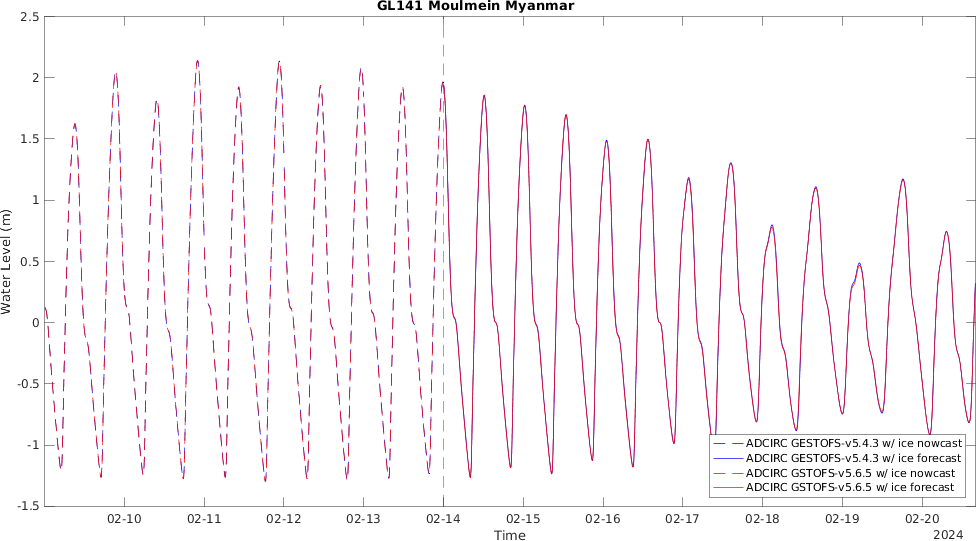 GL141 Moulmein Myanmar
2.5
2
1.5
1
0.5
0
-0.5
-1
-1.5
Water Level (m)
ADCIRC GESTOFS-v5.4.3 w/ ice nowcast
ADCIRC GESTOFS-v5.4.3 w/ ice forecast
ADCIRC GSTOFS-v5.6.5 w/ ice nowcast
ADCIRC GSTOFS-v5.6.5 w/ ice forecast
02-10 02-11 02-12 02-13 02-14 02-15 02-16 02-17 02-18 02-19 02-20
Time
2024